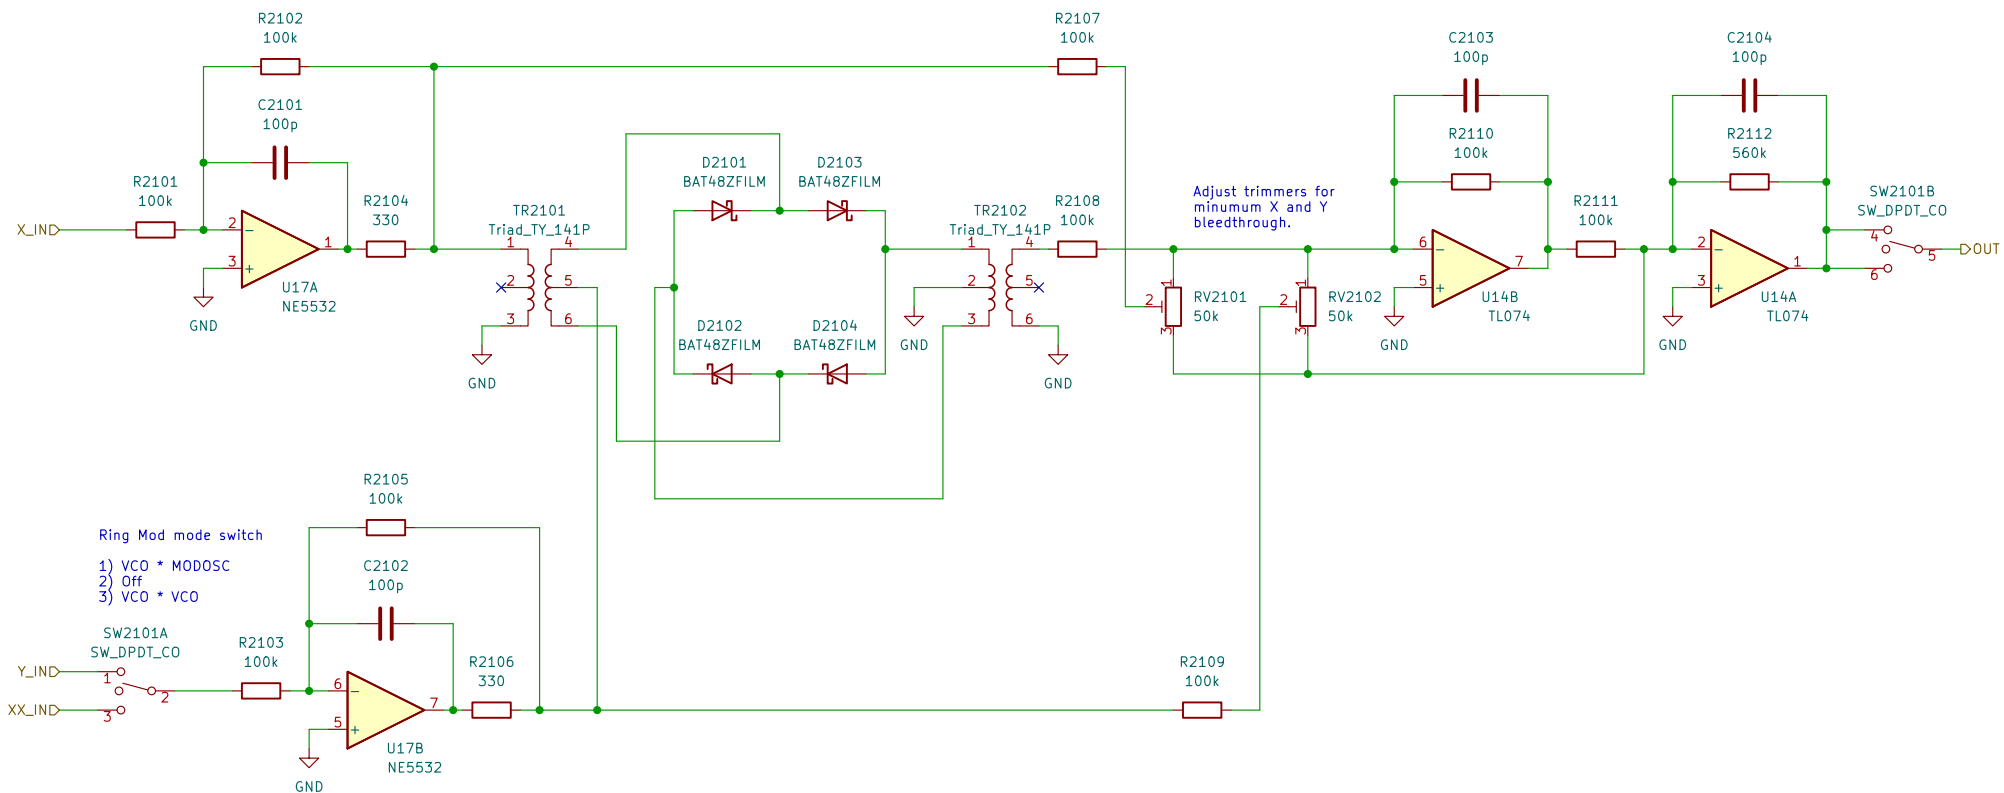 R2102
100k
R2107
100k
C2103
100p
C2104
100p
C2101
100p
R2110
100k
R2112
560k
D2101
BAT48ZFILM
D2103
BAT48ZFILM
R2101
100k
R2104
330
TR2101
Triad_TY_141P
TR2102
Triad_TY_141P
R2108
100k
Adjust trimmers for
minumum X and Y
bleedthrough.
R2111
100k
SW2101B
SW_DPDT_CO
X_IN
2
3
1
U17A
NE5532
GND
1
2
3
4
5
6
GND
D2102
BAT48ZFILM
D2104
BAT48ZFILM
1
2
3
4
5
6
GND
GND
2
1
3
RV2101
50k
2
1
3
RV2102
50k
6
5
7
U14B
TL074
GND
2
3
1
U14A
TL074
GND
4
6
5
OUT
R2105
100k
Ring Mod mode switch
1) VCO * MODOSC
2) Off
3) VCO * VCO
C2102
100p
SW2101A
SW_DPDT_CO
R2103
100k
R2106
330
R2109
100k
Y_IN
XX_IN
1
3
2
6
5
7
U17B
NE5532
GND